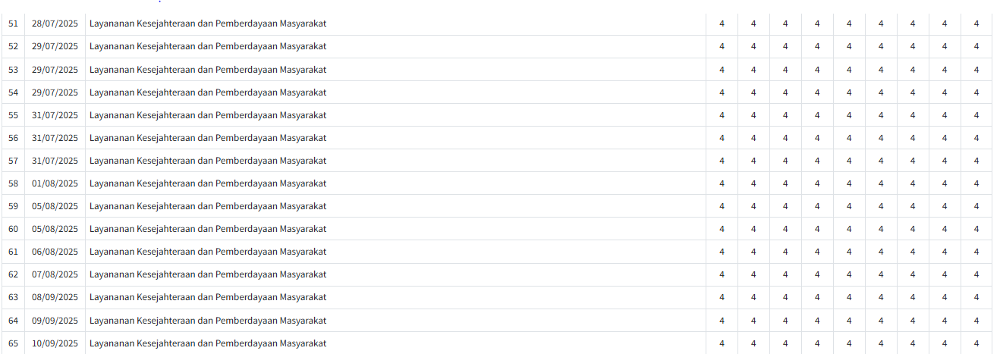 51 28/07/2025 Layananan Kesejahteraan dan Pemberdayaan Masyarakat 4 4 4 4 4 4 4 4 4
52 29/07/2025 Layananan Kesejahteraan dan Pemberdayaan Masyarakat 4 4 4 4 4 4 4 4 4
53 29/07/2025 Layananan Kesejahteraan dan Pemberdayaan Masyarakat 4 4 4 4 4 4 4 4 4
54 29/07/2025 Layananan Kesejahteraan dan Pemberdayaan Masyarakat 4 4 4 4 4 4 4 4 4
55 31/07/2025 Layananan Kesejahteraan dan Pemberdayaan Masyarakat 4 4 4 4 4 4 4 4 4
56 31/07/2025 Layananan Kesejahteraan dan Pemberdayaan Masyarakat 4 4 4 4 4 4 4 4 4
57 31/07/2025 Layananan Kesejahteraan dan Pemberdayaan Masyarakat 4 4 4 4 4 4 4 4 4
58 01/08/2025 Layananan Kesejahteraan dan Pemberdayaan Masyarakat 4 4 4 4 4 4 4 4 4
59 05/08/2025 Layananan Kesejahteraan dan Pemberdayaan Masyarakat 4 4 4 4 4 4 4 4 4
60 05/08/2025 Layananan Kesejahteraan dan Pemberdayaan Masyarakat 4 4 4 4 4 4 4 4 4
61 06/08/2025 Layananan Kesejahteraan dan Pemberdayaan Masyarakat 4 4 4 4 4 4 4 4 4
62 07/08/2025 Layananan Kesejahteraan dan Pemberdayaan Masyarakat 4 4 4 4 4 4 4 4 4
63 08/09/2025 Layananan Kesejahteraan dan Pemberdayaan Masyarakat 4 4 4 4 4 4 4 4 4
64 09/09/2025 Layananan Kesejahteraan dan Pemberdayaan Masyarakat 4 4 4 4 4 4 4 4 4
65 10/09/2025 Layananan Kesejahteraan dan Pemberdayaan Masyarakat 4 4 4 4 4 4 4 4 4